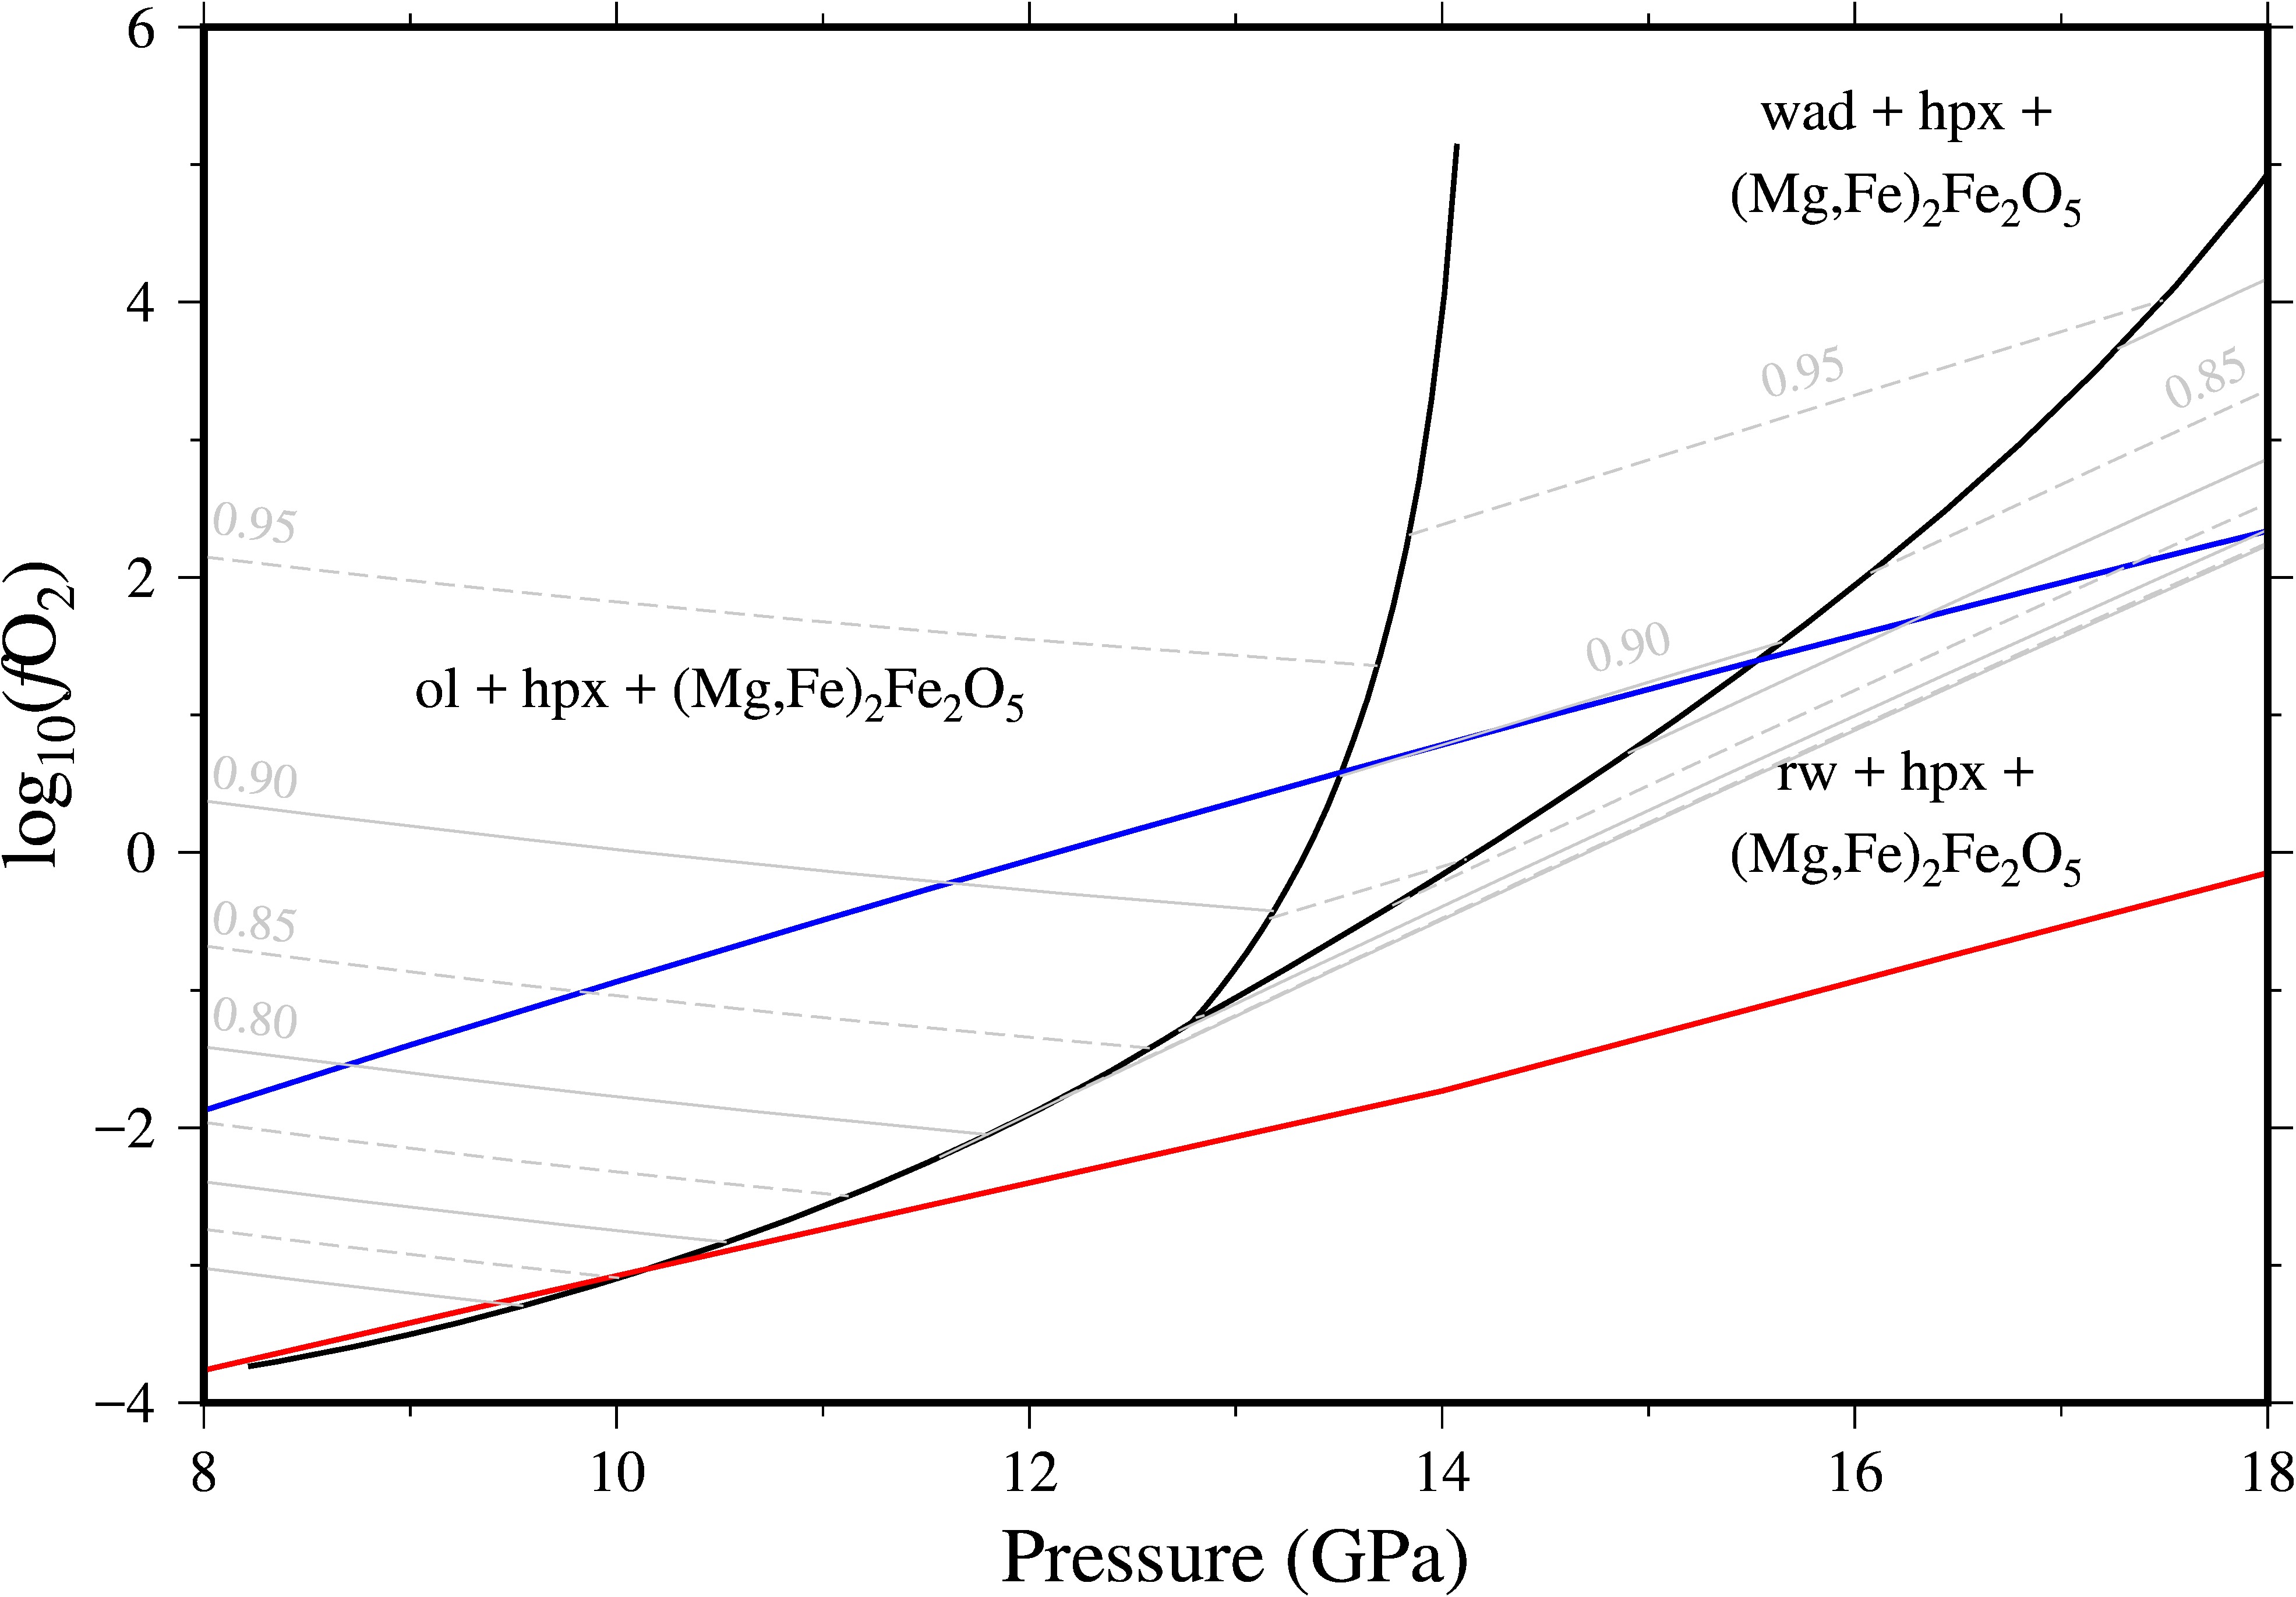 6
4
2
0
−2
−4
log10(fO2)
wad + hpx +
(Mg,Fe)2Fe2O5
0.95
0.85
0.95
0.90
ol + hpx + (Mg,Fe)2Fe2O5
0.90
rw + hpx +
(Mg,Fe)2Fe2O5
0.85
0.80
8
10
12
14
16
18
Pressure (GPa)